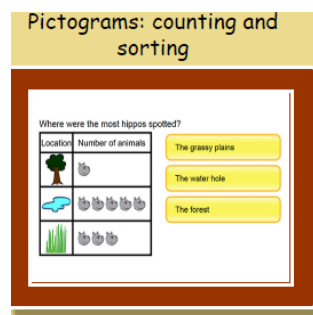 Pictograms: counting and
sorting
Where were the most hippos spotted?
Location Number of animals
The grassy plains
The water hole
The forest